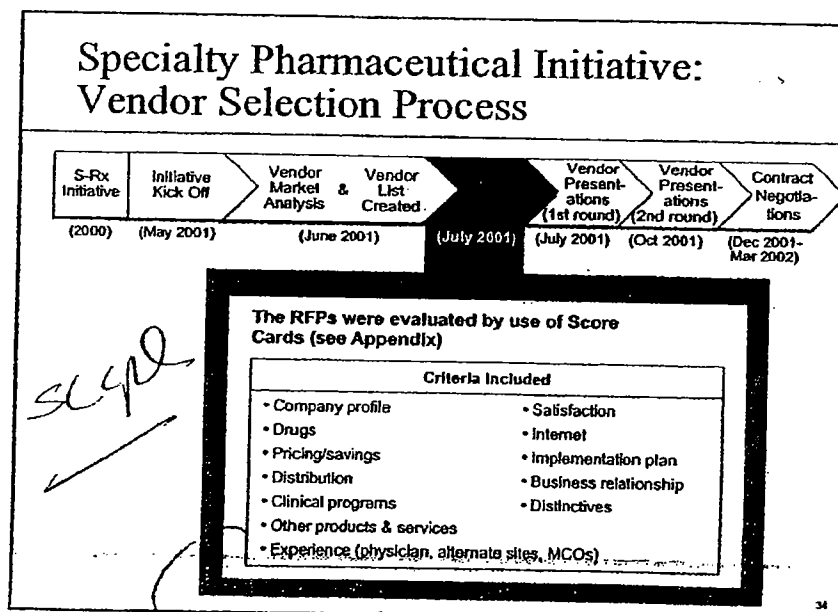 Specialty Pharmaceutical Initiative:
Vendor Selection Process
S-Rx
Initiative
(2000)
Initiative
Kick Off
(May 2001)
Vendor
Market
Analysis
&
Vendor
List
Created
(June 2001)
(July 2001)
Vendor
Present-
ations
(1st round)
(July 2001)
Vendor
Present-
ations
(2nd round)
(Oct 2001)
Contract
Negotia-
tions
(Dec 2001-
Mar 2002)
The RFPs were evaluated by use of Score
Cards (see Appendix)
Criteria Included
• Company profile
• Drugs
• Pricing/savings
• Distribution
• Clinical programs
• Other products & services
• Experience (physician, alternate sites, MCOs)
• Satisfaction
• Internet
• Implementation plan
• Business relationship
• Distinctives